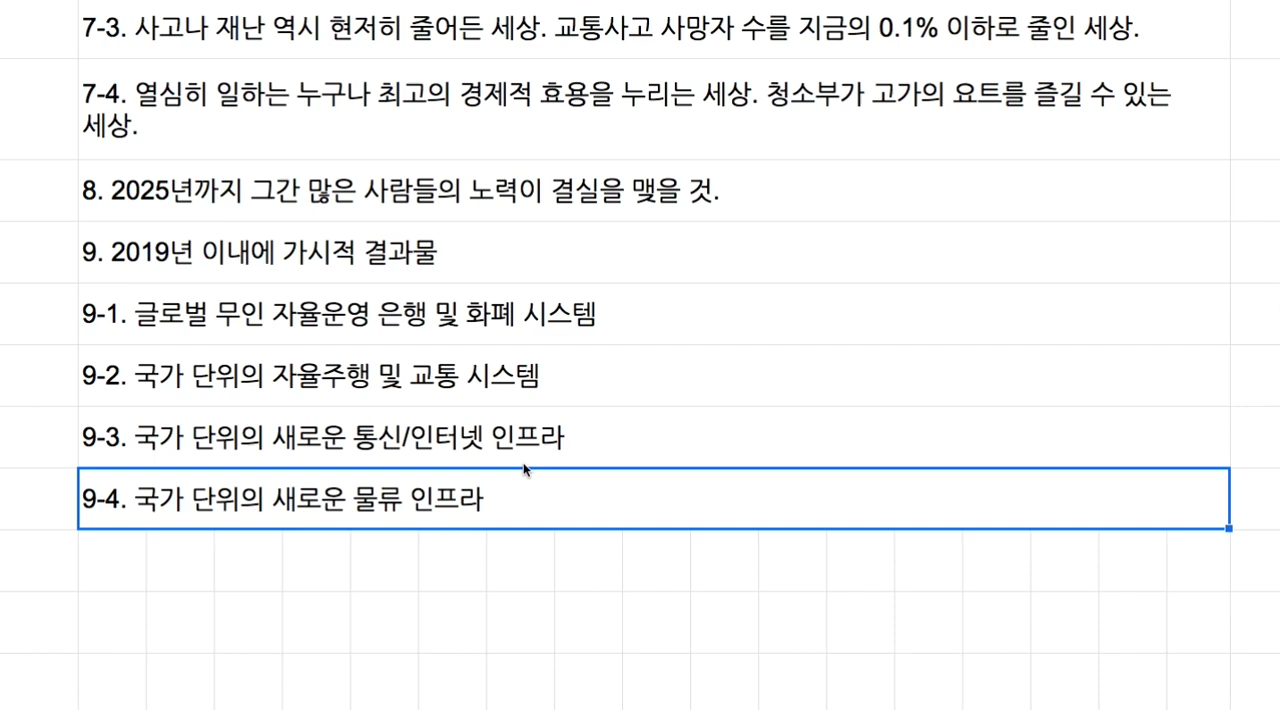 7-3. 사고나 재난 역시 현저히 줄어든 세상. 교통사고 사망자 수를 지금의 0.1% 이하로 줄인 세상.
7-4. 열심히 일하는 누구나 최고의 경제적 효용을 누리는 세상. 청소부가 고가의 요트를 즐길 수 있는
세상.
8. 2025년까지 그간 많은 사람들의 노력이 결실을 맺을 것.
9. 2019년 이내에 가시적 결과물
9-1. 글로벌 무인 자율운영 은행 및 화폐 시스템
9-2. 국가 단위의 자율주행 및 교통 시스템
9-3. 국가 단위의 새로운 통신/인터넷 인프라
9-4. 국가 단위의 새로운 물류 인프라